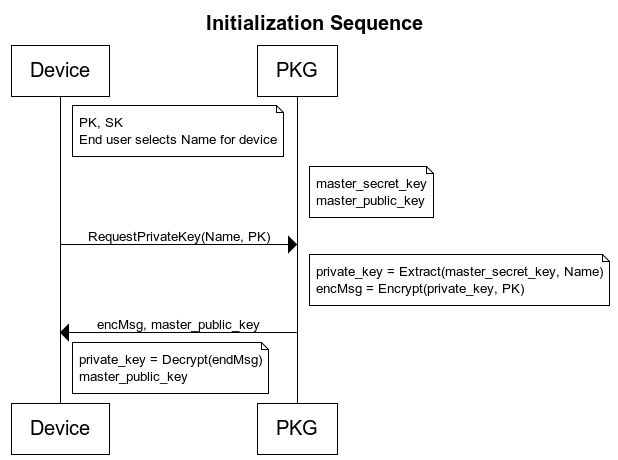 Initialization Sequence
Device
PKG
PK, SK
End user selects Name for device
master_secret_key
master_public_key
RequestPrivateKey(Name, PK)
private_key = Extract(master_secret_key, Name)
encMsg = Encrypt(private_key, PK)
encMsg, master_public_key
private_key = Decrypt(endMsg)
master_public_key
Device
PKG